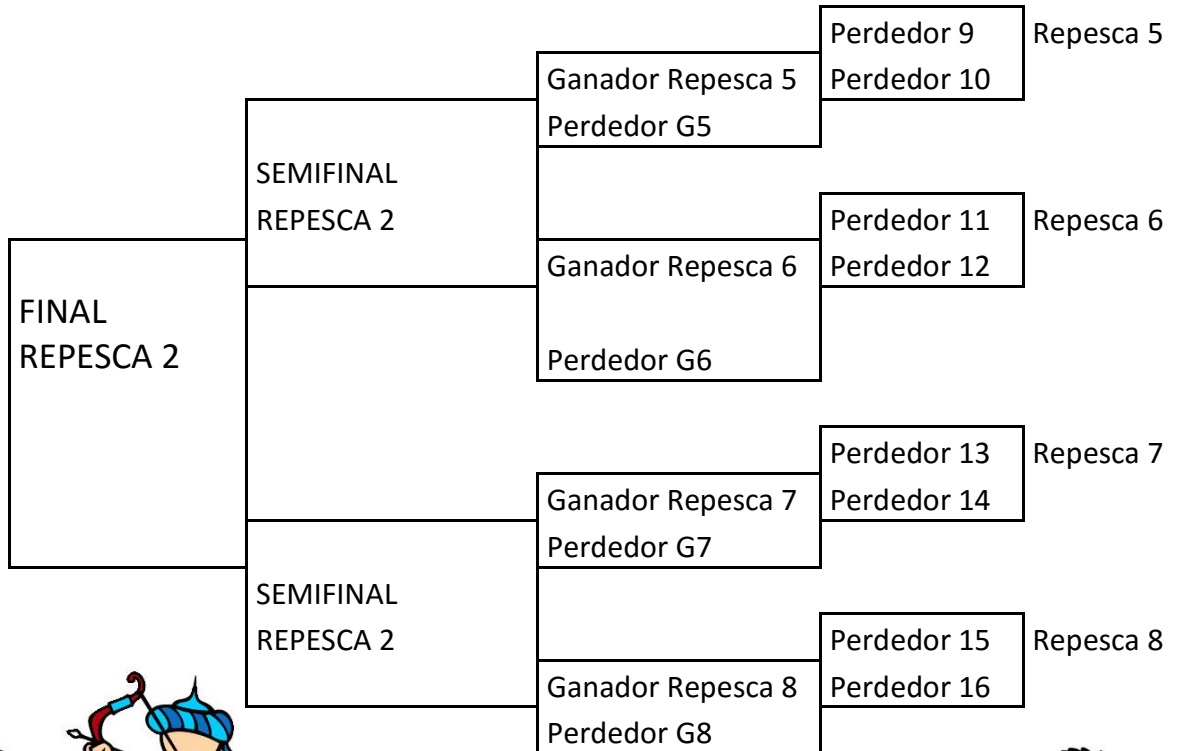 Perdedor 9 Repesca 5
Ganador Repesca 5 Perdedor 10
Perdedor G5
SEMIFINAL
REPESCA 2 Perdedor 11 Repesca 6
Ganador Repesca 6 Perdedor 12
FINAL
REPESCA 2 Perdedor G6
Perdedor 13 Repesca 7
Ganador Repesca 7 Perdedor 14
Perdedor G7
SEMIFINAL
REPESCA 2 Perdedor 15 Repesca 8
Ganador Repesca 8 Perdedor 16
Perdedor G8